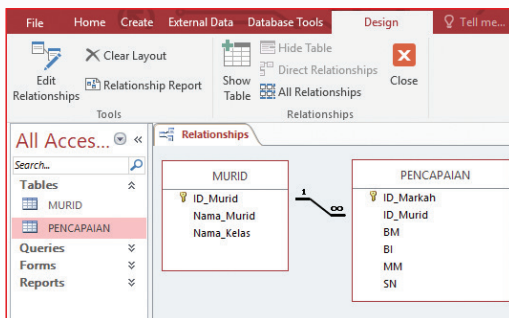 File Home Create External Data Database Tools Design Tell me...
Edit Relationships
Clear Layout
Relationship Report
Tools
Show Table
Hide Table
Direct Relationships
All Relationships
Close
Relationships
All Acces...
Search...
Tables
MURID
PENCAPAIAN
Queries
Forms
Reports
Relationships
MURID
ID_Murid
Nama_Murid
Nama_Kelas
1
∞
PENCAPAIAN
ID_Markah
ID_Murid
BM
BI
MM
SN